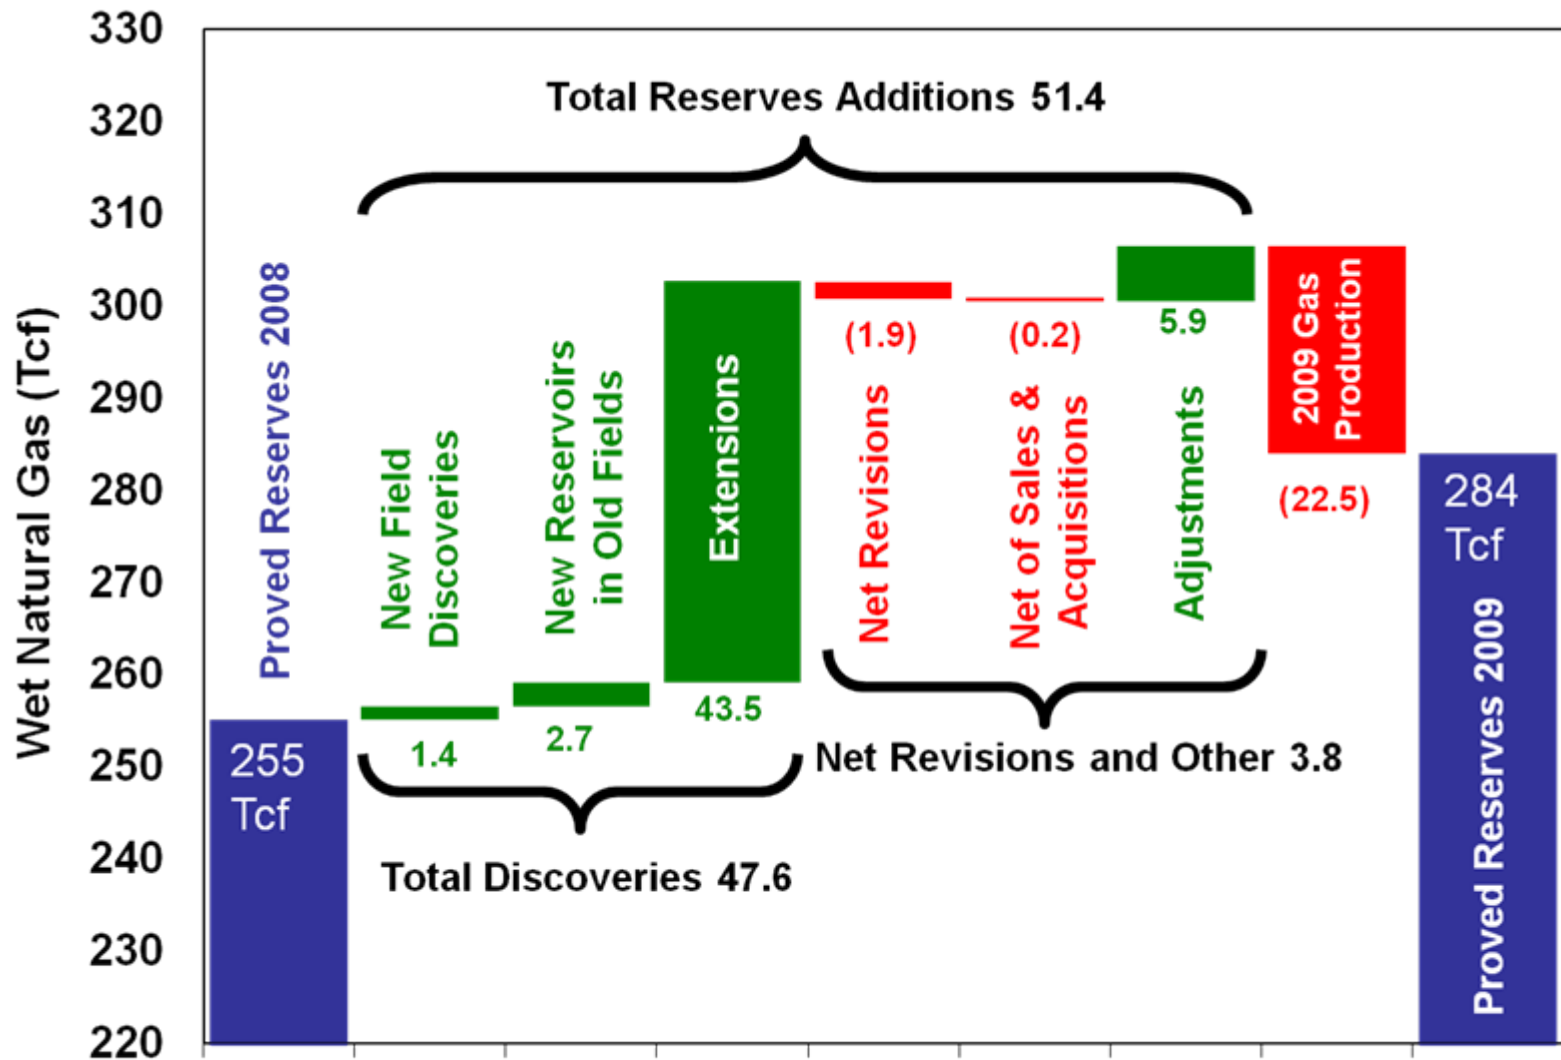 Wet Natural Gas (Tcf)
330
320
310
300
290
280
270
260
250
240
230
220
Total Reserves Additions 51.4
Proved Reserves 2008
255
Tcf
New Field
Discoveries
1.4
New Reservoirs
in Old Fields
2.7
Extensions
43.5
Total Discoveries 47.6
(1.9)
Net Revisions
(0.2)
Net of Sales &
Acquisitions
5.9
Adjustments
Net Revisions and Other 3.8
2009 Gas
Production
(22.5)
284
Tcf
Proved Reserves 2009